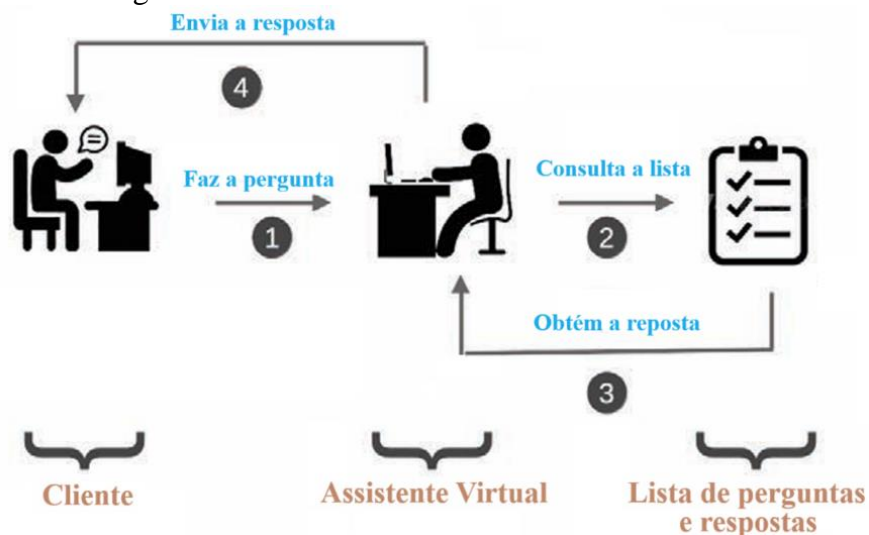 Envia a resposta
4
Faz a pergunta
1
Consulta a lista
2
Obtém a reposta
3
Cliente
Assistente Virtual
Lista de perguntas
e respostas